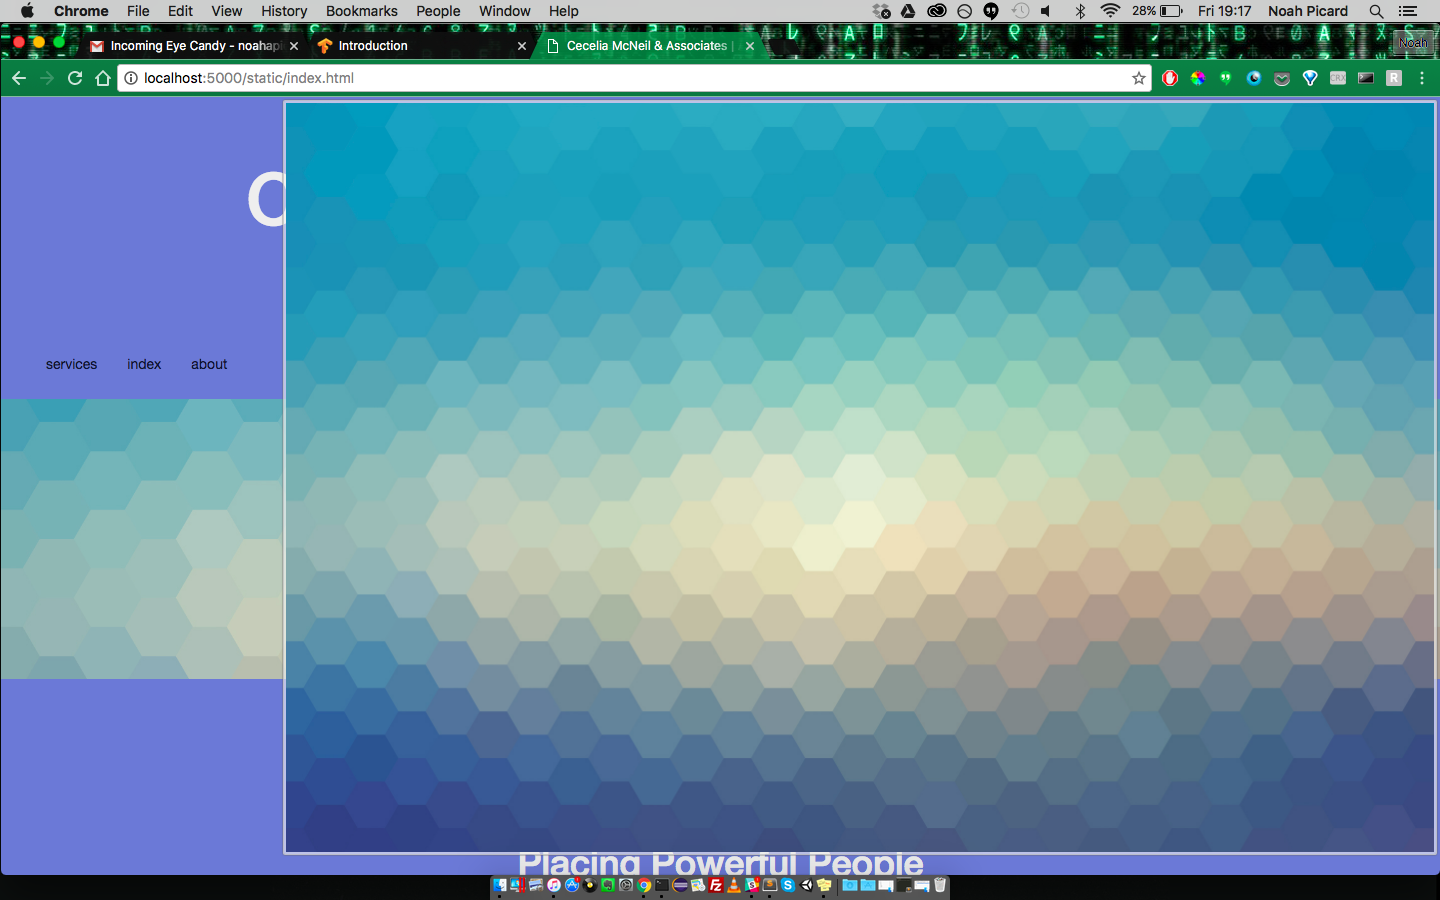 Chrome File Edit View History Bookmarks People Window Help 28% Fri 19:17 Noah Picard
Incoming Eye Candy - noahap Introduction Cecelia McNeil & Associates | Noah
localhost:5000/static/index.html
C
services index about
Placing Powerful People